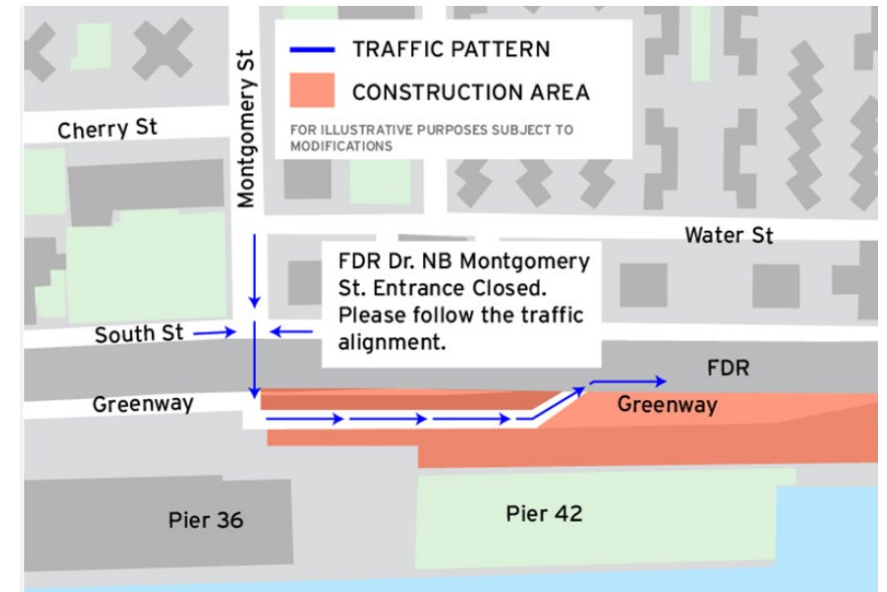 TRAFFIC PATTERN
CONSTRUCTION AREA
FOR ILLUSTRATIVE PURPOSES SUBJECT TO
MODIFICATIONS
Montgomery St
Cherry St
Water St
FDR Dr. NB Montgomery
St. Entrance Closed.
Please follow the traffic
alignment.
South St
FDR
Greenway
Greenway
Pier 36
Pier 42